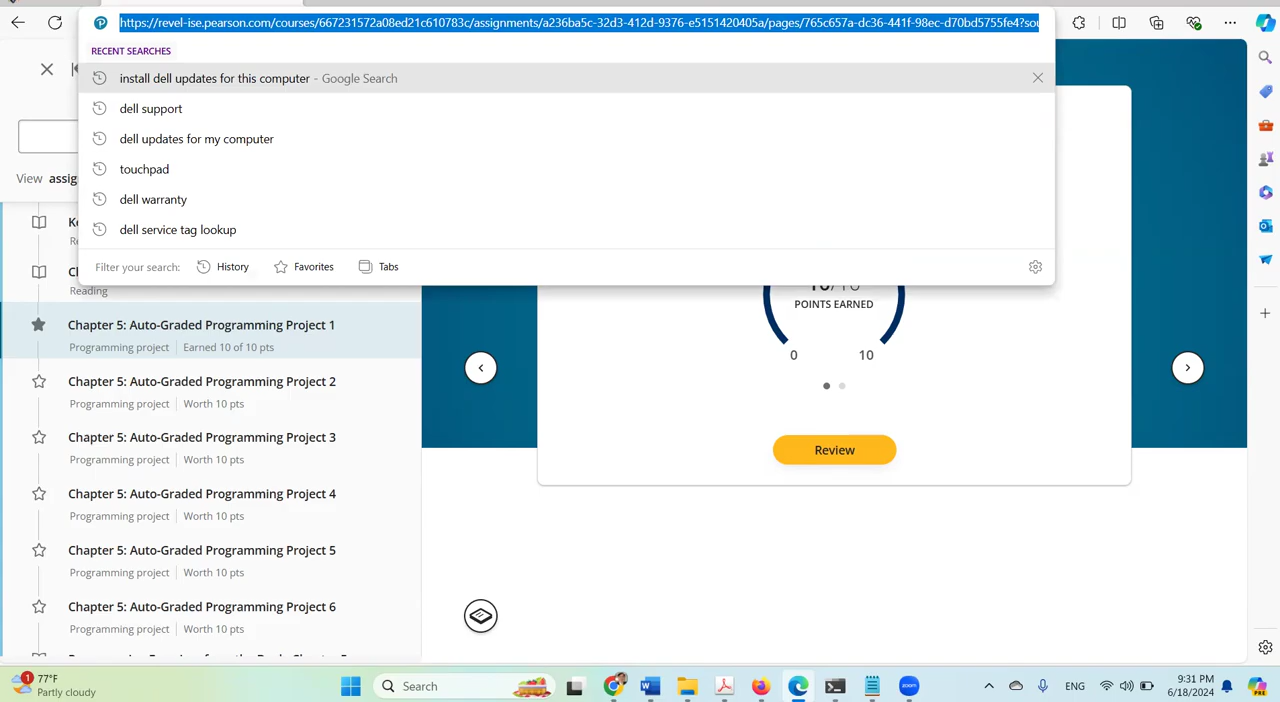 https://revel-ise.pearson.com/courses/667231572a08ed21c610783c/assignments/a236ba5c-32d3-412d-9376-e5151420405a/pages/765c657a-dc36-441f-98ec-d70bd5755fe4?sou
RECENT SEARCHES
install dell updates for this computer - Google Search
dell support
dell updates for my computer
touchpad
dell warranty
dell service tag lookup
Filter your search: History Favorites Tabs
View assig
Reading
POINTS EARNED
0 10
Review
Chapter 5: Auto-Graded Programming Project 1
Programming project Earned 10 of 10 pts
Chapter 5: Auto-Graded Programming Project 2
Programming project Worth 10 pts
Chapter 5: Auto-Graded Programming Project 3
Programming project Worth 10 pts
Chapter 5: Auto-Graded Programming Project 4
Programming project Worth 10 pts
Chapter 5: Auto-Graded Programming Project 5
Programming project Worth 10 pts
Chapter 5: Auto-Graded Programming Project 6
Programming project Worth 10 pts
1
77°F
Partly cloudy
Search
zoom
ENG
9:31 PM
6/18/2024
PRE